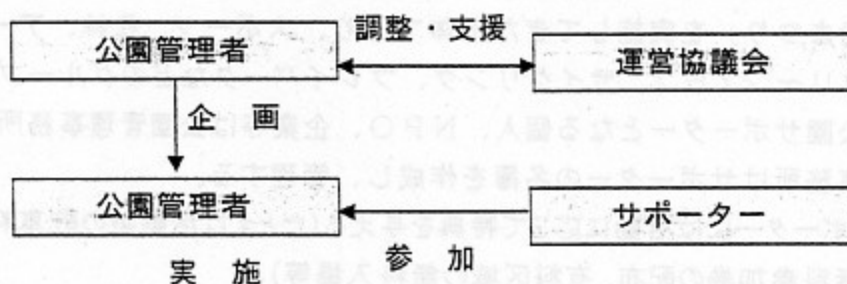 公園管理者
調整・支援
運営協議会
企　画
公園管理者
サポーター
実　施
参　加